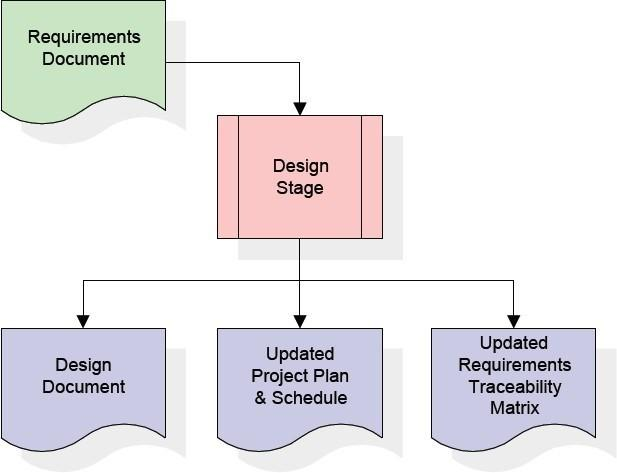 Requirements
Document
Design
Stage
Design
Document
Updated
Project Plan
& Schedule
Updated
Requirements
Traceability
Matrix